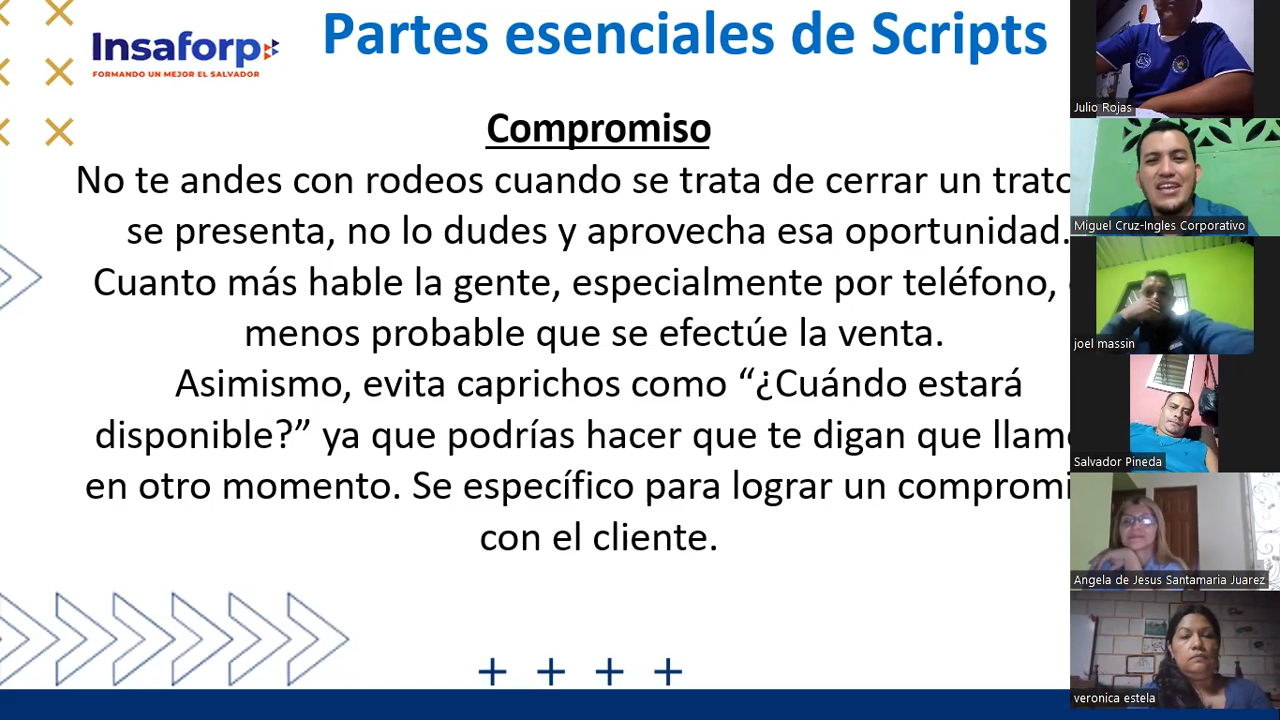 Partes esenciales de Scripts
Insaforp
FORMANDO UN MEJOR EL SALVADOR
Compromiso
No te andes con rodeos cuando se trata de cerrar un trato
se presenta, no lo dudes y aprovecha esa oportunidad.
Cuanto más hable la gente, especialmente por teléfono,
menos probable que se efectúe la venta.
Asimismo, evita caprichos como “¿Cuándo estará
disponible?” ya que podrías hacer que te digan que llam
en otro momento. Se específico para lograr un compromi
con el cliente.
Julio Rojas
Miguel Cruz-Ingles Corporativo
joel massin
Salvador Pineda
Angela de Jesus Santamaria Juarez
veronica estela